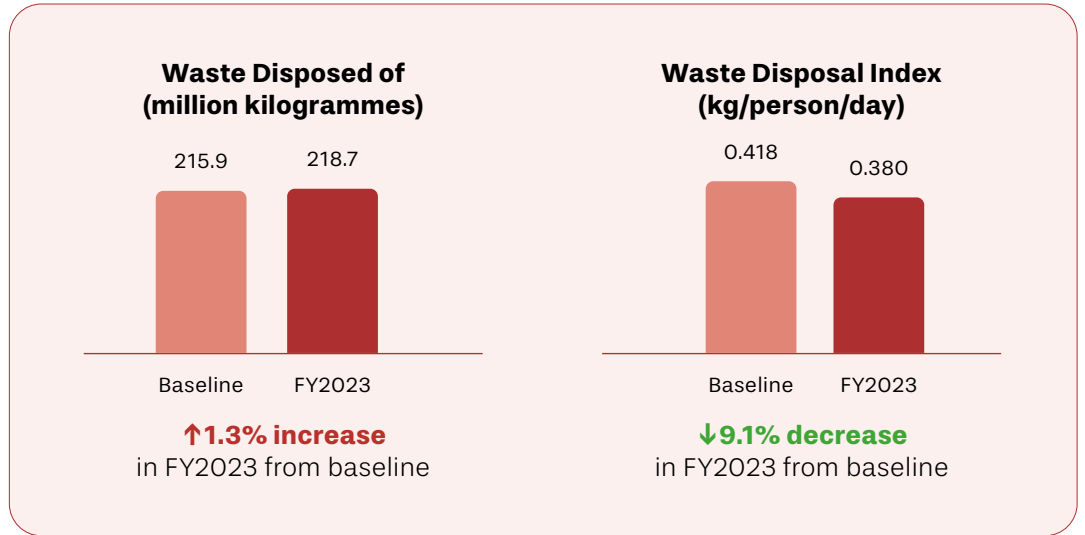 Waste Disposed of
(million kilogrammes)
215.9
218.7
Baseline
FY2023
↑1.3% increase
in FY2023 from baseline
Waste Disposal Index
(kg/person/day)
0.418
0.380
Baseline
FY2023
↓9.1% decrease
in FY2023 from baseline